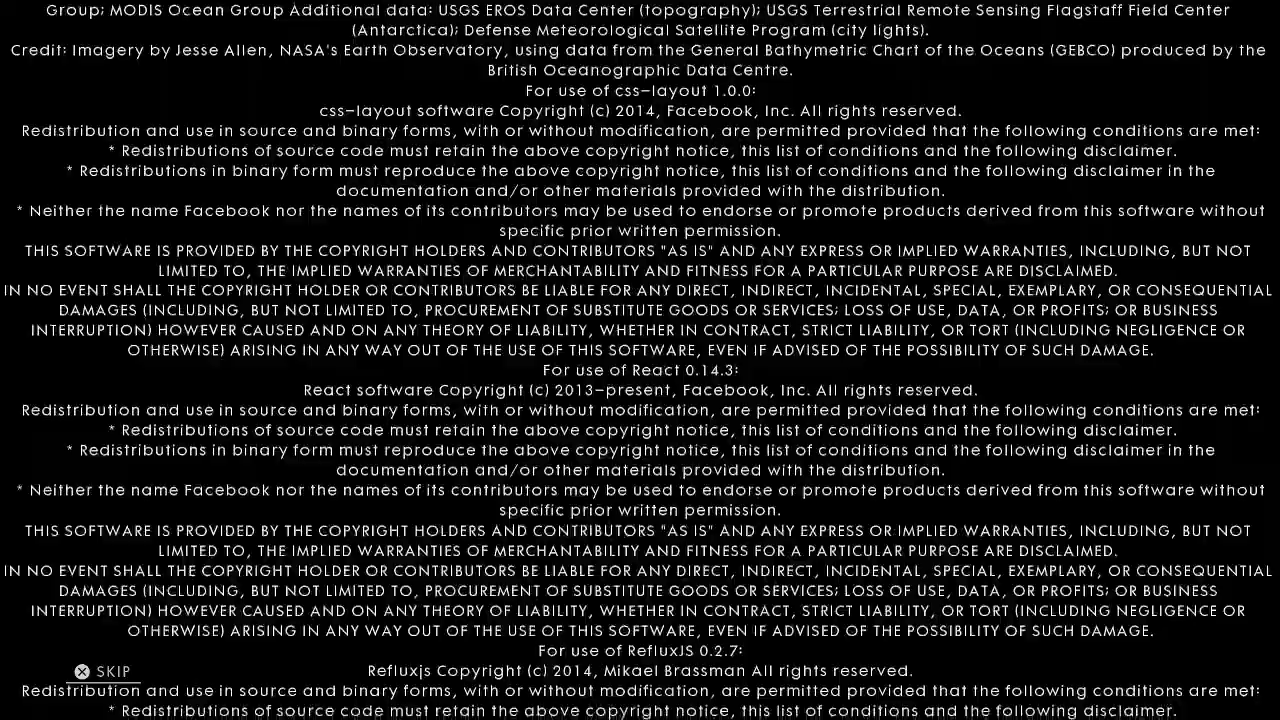 Group; MODIS Ocean Group Additional data: USGS EROS Data Center (topography); USGS Terrestrial Remote Sensing Flagstaff Field Center
(Antarctica); Defense Meteorological Satellite Program (city lights).
Credit: Imagery by Jesse Allen, NASA's Earth Observatory, using data from the General Bathymetric Chart of the Oceans (GEBCO) produced by the
British Oceanographic Data Centre.
For use of css-layout 1.0.0:
css-layout software Copyright (c) 2014, Facebook, Inc. All rights reserved.
Redistribution and use in source and binary forms, with or without modification, are permitted provided that the following conditions are met:
* Redistributions of source code must retain the above copyright notice, this list of conditions and the following disclaimer.
* Redistributions in binary form must reproduce the above copyright notice, this list of conditions and the following disclaimer in the
documentation and/or other materials provided with the distribution.
* Neither the name Facebook nor the names of its contributors may be used to endorse or promote products derived from this software without
specific prior written permission.
THIS SOFTWARE IS PROVIDED BY THE COPYRIGHT HOLDERS AND CONTRIBUTORS "AS IS" AND ANY EXPRESS OR IMPLIED WARRANTIES, INCLUDING, BUT NOT
LIMITED TO, THE IMPLIED WARRANTIES OF MERCHANTABILITY AND FITNESS FOR A PARTICULAR PURPOSE ARE DISCLAIMED.
IN NO EVENT SHALL THE COPYRIGHT HOLDER OR CONTRIBUTORS BE LIABLE FOR ANY DIRECT, INDIRECT, INCIDENTAL, SPECIAL, EXEMPLARY, OR CONSEQUENTIAL
DAMAGES (INCLUDING, BUT NOT LIMITED TO, PROCUREMENT OF SUBSTITUTE GOODS OR SERVICES; LOSS OF USE, DATA, OR PROFITS; OR BUSINESS
INTERRUPTION) HOWEVER CAUSED AND ON ANY THEORY OF LIABILITY, WHETHER IN CONTRACT, STRICT LIABILITY, OR TORT (INCLUDING NEGLIGENCE OR
OTHERWISE) ARISING IN ANY WAY OUT OF THE USE OF THIS SOFTWARE, EVEN IF ADVISED OF THE POSSIBILITY OF SUCH DAMAGE.
For use of React 0.14.3:
React software Copyright (c) 2013-present, Facebook, Inc. All rights reserved.
Redistribution and use in source and binary forms, with or without modification, are permitted provided that the following conditions are met:
* Redistributions of source code must retain the above copyright notice, this list of conditions and the following disclaimer.
* Redistributions in binary form must reproduce the above copyright notice, this list of conditions and the following disclaimer in the
documentation and/or other materials provided with the distribution.
* Neither the name Facebook nor the names of its contributors may be used to endorse or promote products derived from this software without
specific prior written permission.
THIS SOFTWARE IS PROVIDED BY THE COPYRIGHT HOLDERS AND CONTRIBUTORS "AS IS" AND ANY EXPRESS OR IMPLIED WARRANTIES, INCLUDING, BUT NOT
LIMITED TO, THE IMPLIED WARRANTIES OF MERCHANTABILITY AND FITNESS FOR A PARTICULAR PURPOSE ARE DISCLAIMED.
IN NO EVENT SHALL THE COPYRIGHT HOLDER OR CONTRIBUTORS BE LIABLE FOR ANY DIRECT, INDIRECT, INCIDENTAL, SPECIAL, EXEMPLARY, OR CONSEQUENTIAL
DAMAGES (INCLUDING, BUT NOT LIMITED TO, PROCUREMENT OF SUBSTITUTE GOODS OR SERVICES; LOSS OF USE, DATA, OR PROFITS; OR BUSINESS
INTERRUPTION) HOWEVER CAUSED AND ON ANY THEORY OF LIABILITY, WHETHER IN CONTRACT, STRICT LIABILITY, OR TORT (INCLUDING NEGLIGENCE OR
OTHERWISE) ARISING IN ANY WAY OUT OF THE USE OF THIS SOFTWARE, EVEN IF ADVISED OF THE POSSIBILITY OF SUCH DAMAGE.
For use of RefluxJS 0.2.7:
Refluxjs Copyright (c) 2014, Mikael Brassman All rights reserved.
SKIP
Redistribution and use in source and binary forms, with or without modification, are permitted provided that the following conditions are met:
* Redistributions of source code must retain the above copyright notice, this list of conditions and the following disclaimer.